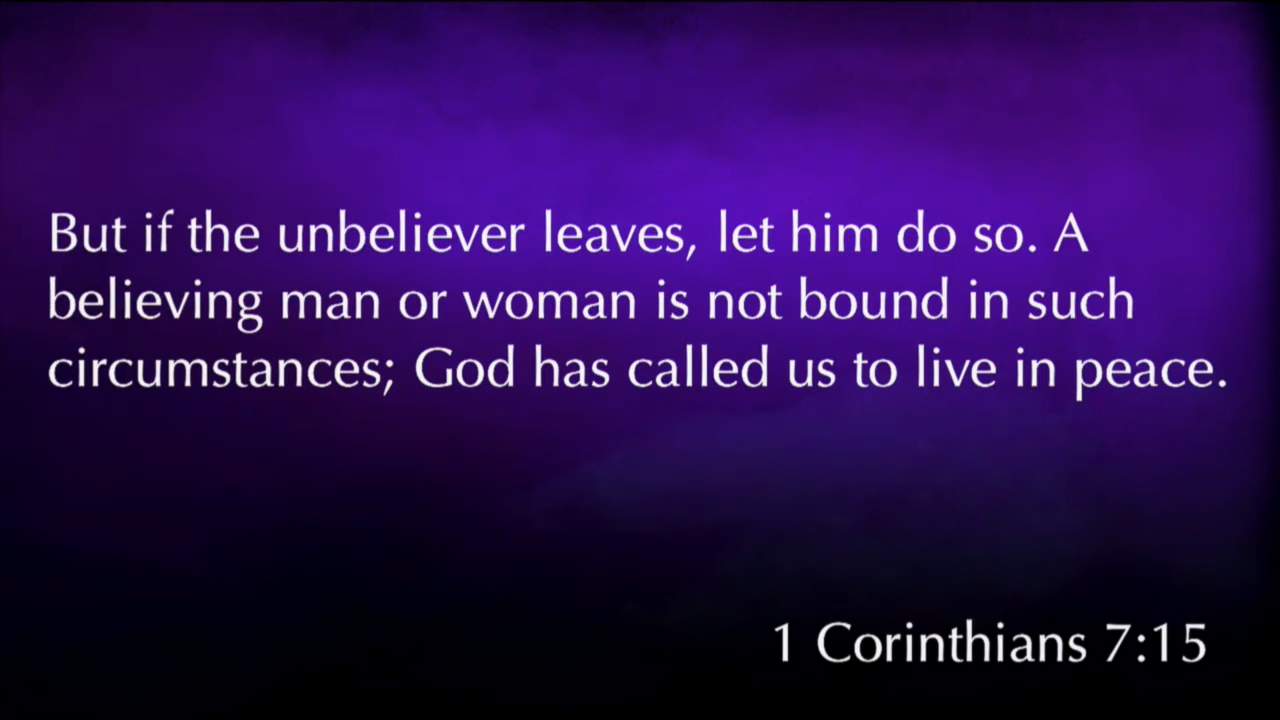 But if the unbeliever leaves, let him do so. A
believing man or woman is not bound in such
circumstances; God has called us to live in peace.
1 Corinthians 7:15